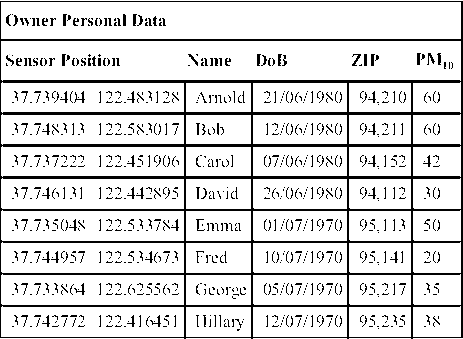 Owner Personal Data
Sensor Position Name DoB ZIP PM10
37.739404 122.483128 Arnold 21/06/1980 94,210 60
37.748313 122.583017 Bob 12/06/1980 94,211 60
37.737222 122.451906 Carol 07/06/1980 94,152 42
37.746131 122.442895 David 26/06/1980 94,112 30
37.735048 122.533784 Emma 01/07/1970 95,113 50
37.744957 122.534673 Fred 10/07/1970 95,141 20
37.733864 122.625562 George 05/07/1970 95,217 35
37.742772 122.416451 Hillary 12/07/1970 95,235 38